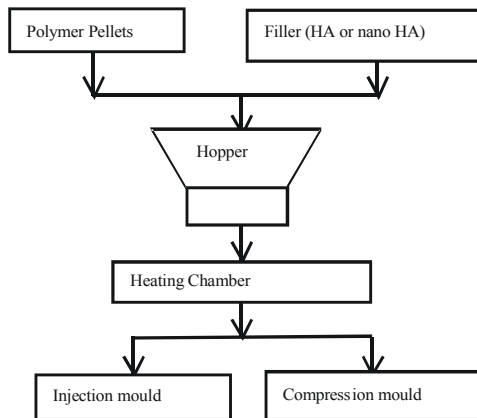 Polymer Pellets
Filler (HA or nano HA)
Hopper
Heating Chamber
Injection mould
Compression mould